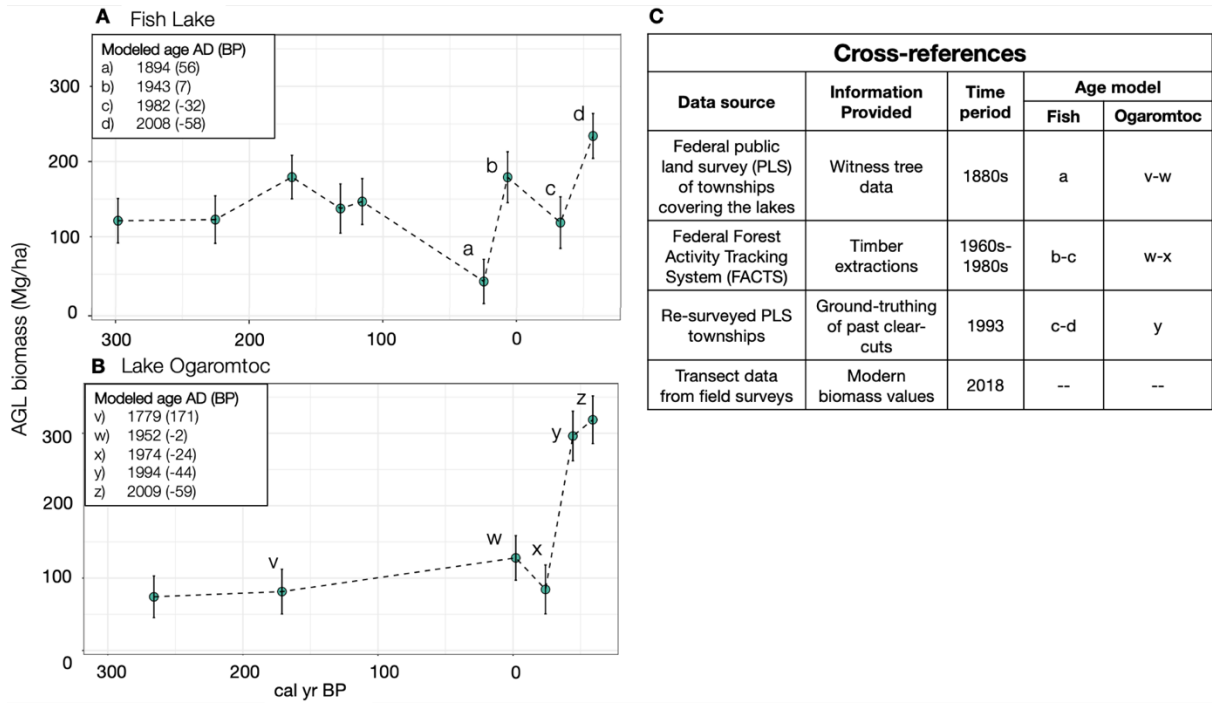 A Fish Lake
Modeled age AD (BP)
a) 1894 (56)
b) 1943 (7)
c) 1982 (-32)
d) 2008 (-58)
300
200
100
0
a
b
c
d
300 200 100 0
B Lake Ogaromtoc
Modeled age AD (BP)
v) 1779 (171)
w) 1952 (-2)
x) 1974 (-24)
y) 1994 (-44)
z) 2009 (-59)
300
200
100
0
v
w
x
y
z
300 200 100 0
cal yr BP
AGL biomass (Mg/ha)
C
Cross-references
Data source
Information
Provided
Time
period
Age model
Fish Ogaromtoc
Federal public
land survey (PLS)
of townships
covering the lakes
Witness tree
data
1880s
a
v-w
Federal Forest
Activity Tracking
System (FACTS)
Timber
extractions
1960s-
1980s
b-c
w-x
Re-surveyed PLS
townships
Ground-truthing
of past clear-
cuts
1993
c-d
y
Transect data
from field surveys
Modern
biomass values
2018
--
--